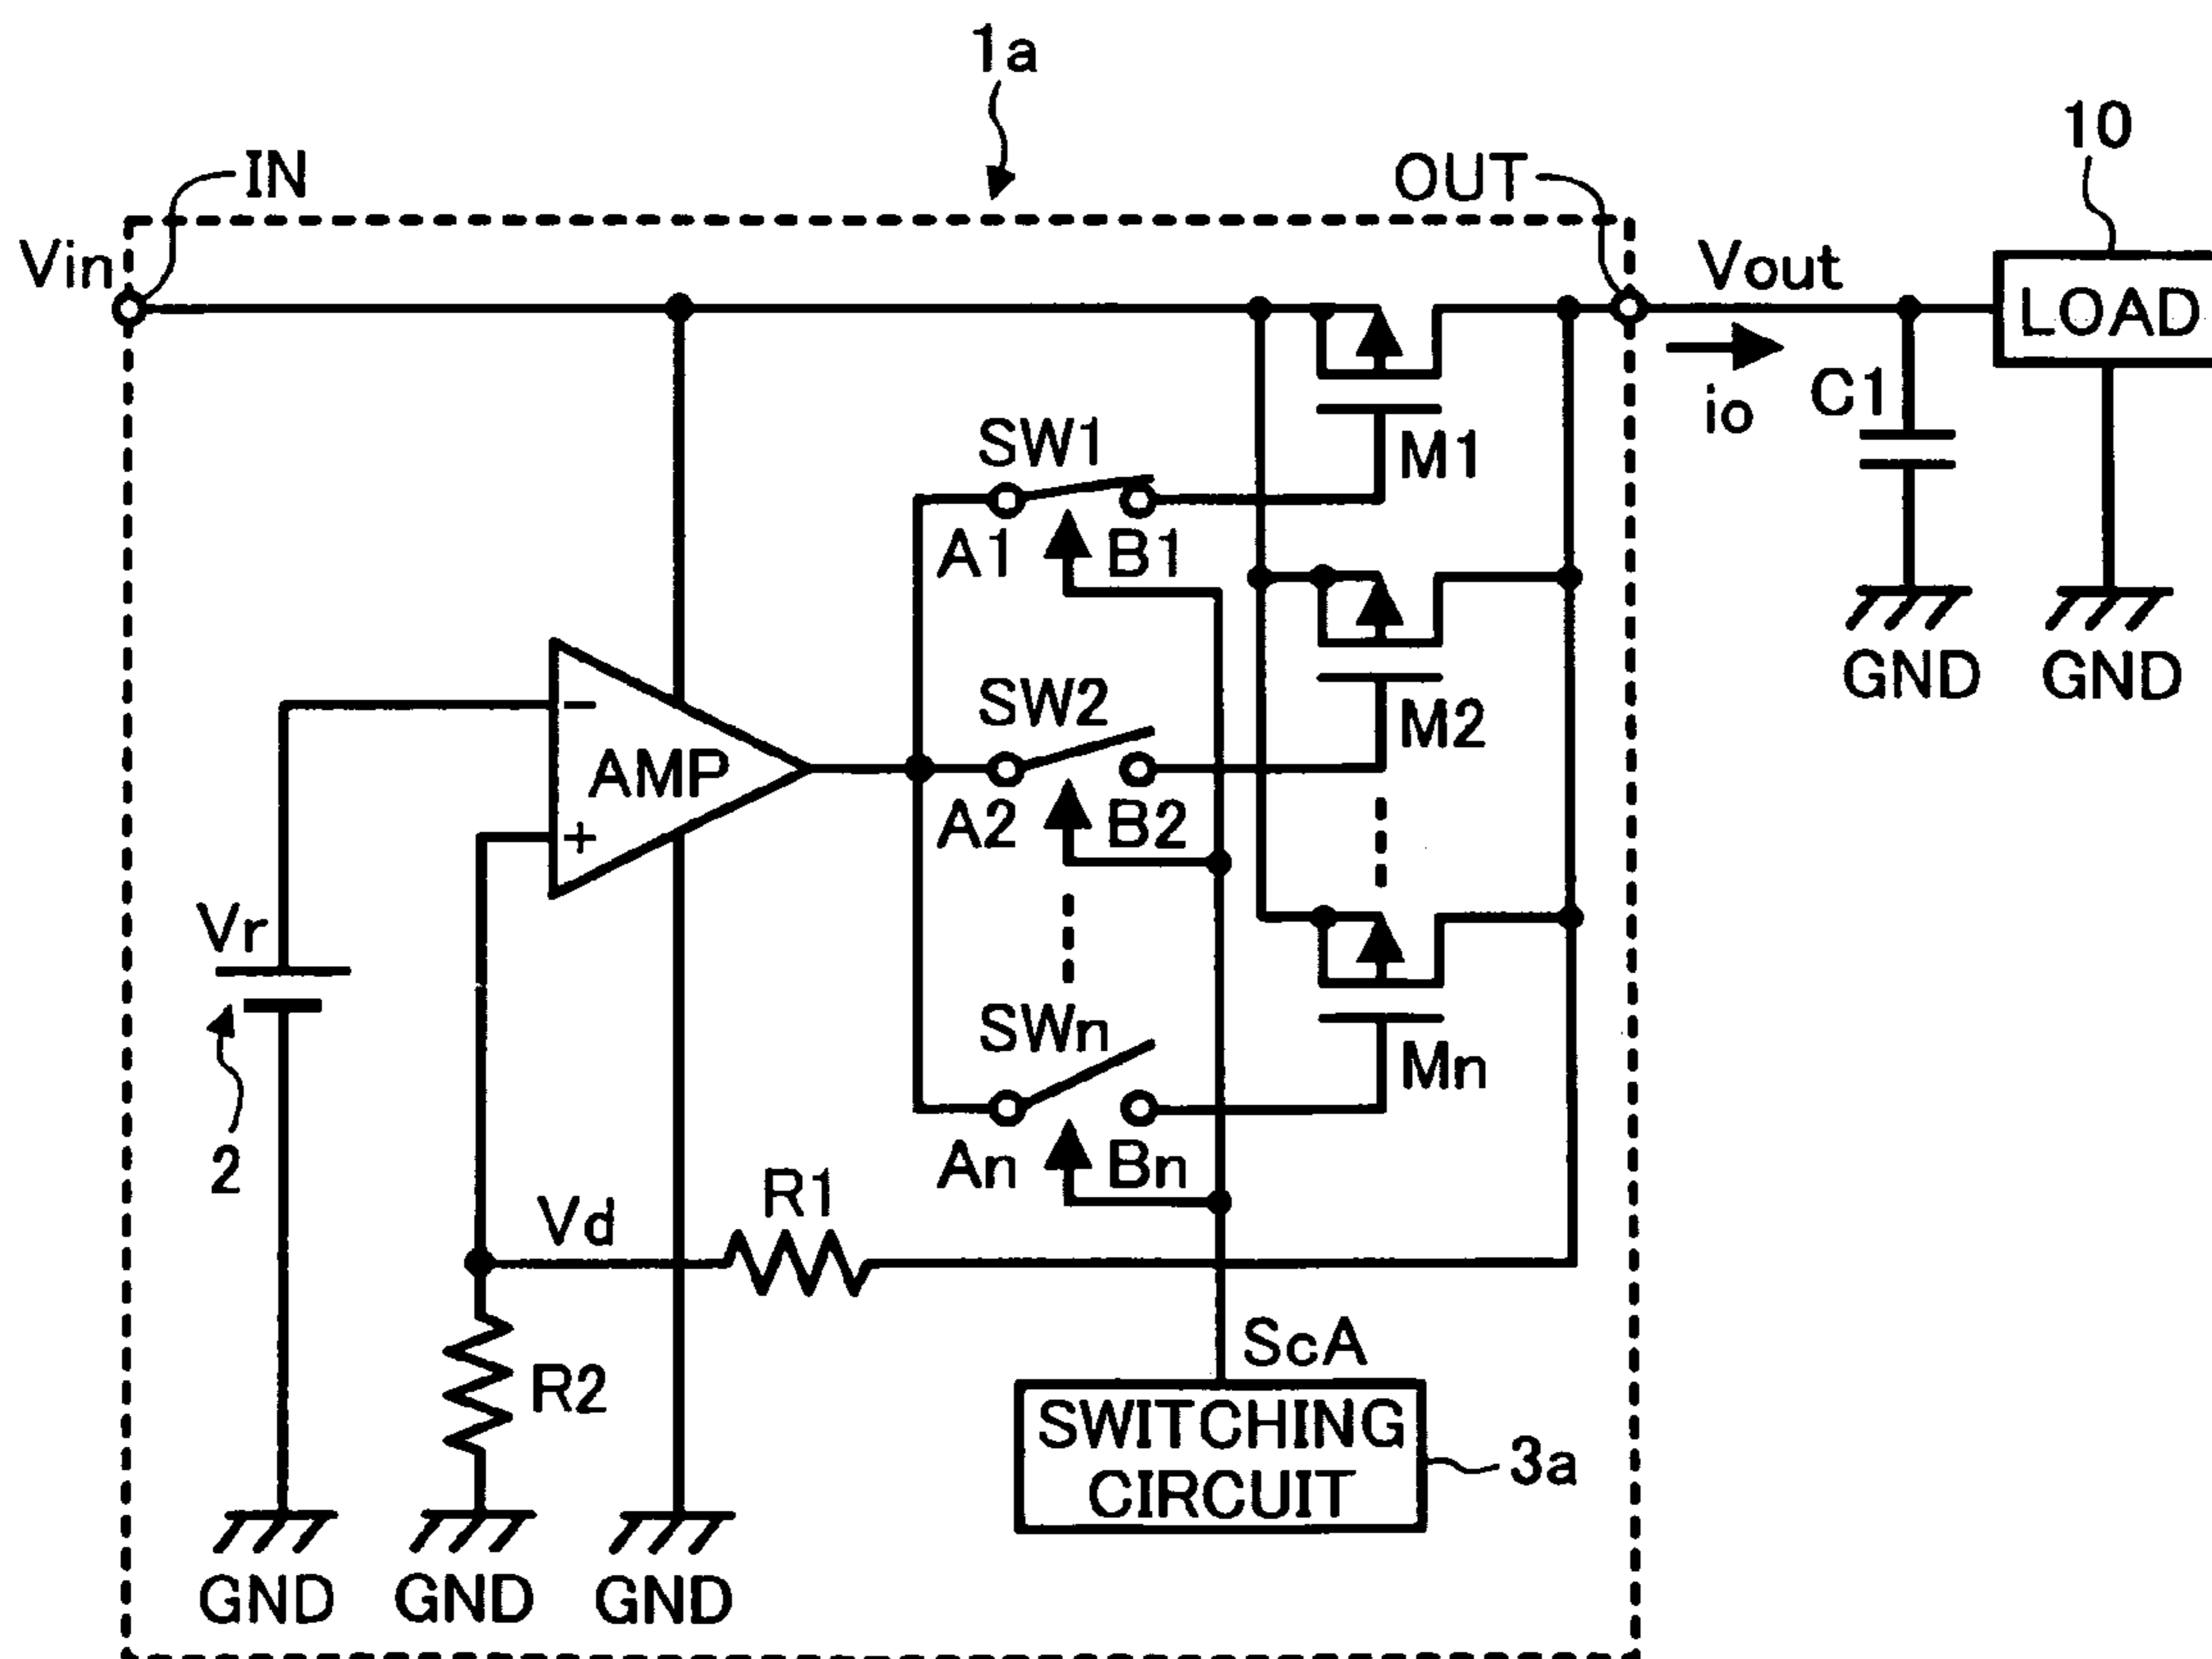 1a
10
IN
OUT
Vin
Vout
LOAD
io
C1
SW1
M1
A1
B1
GND
GND
SW2
M2
−
AMP
+
A2
B2
Vr
SWn
Mn
2
An
Bn
R1
Vd
ScA
R2
SWITCHING
CIRCUIT
3a
GND
GND
GND